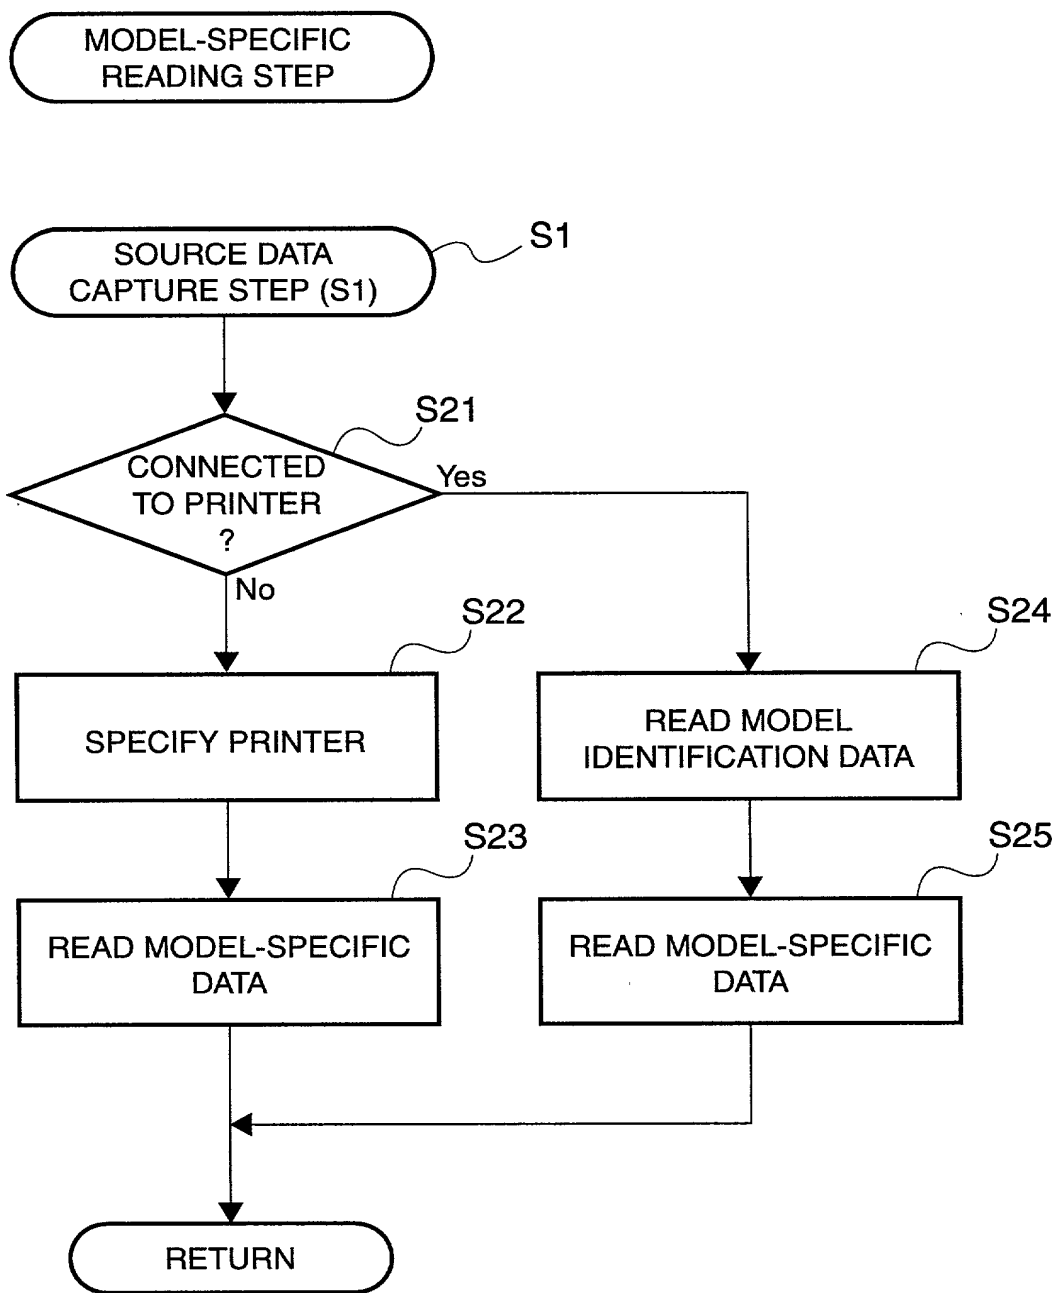 MODEL-SPECIFIC
READING STEP
SOURCE DATA
CAPTURE STEP (S1)
S1
S21
CONNECTED
TO PRINTER
?
Yes
No
S22
SPECIFY PRINTER
S24
READ MODEL
IDENTIFICATION DATA
S23
READ MODEL-SPECIFIC
DATA
S25
READ MODEL-SPECIFIC
DATA
RETURN